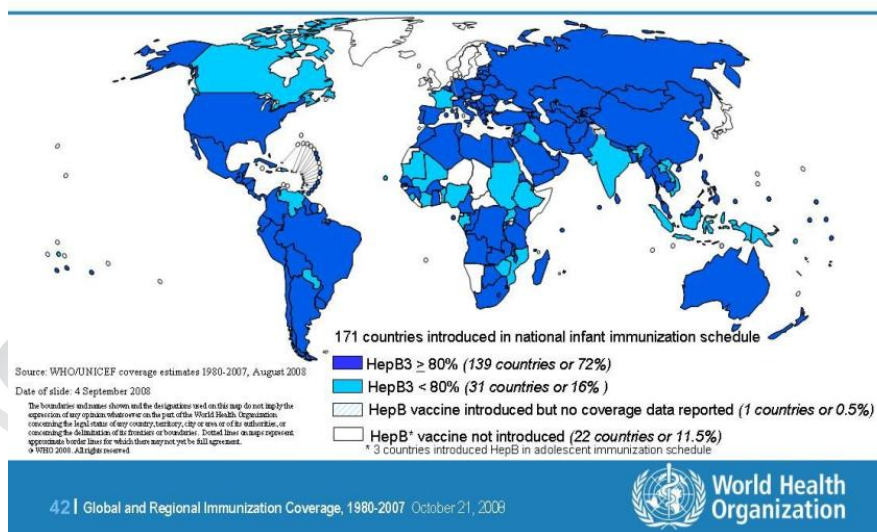 171 countries introduced in national infant immunization schedule
HepB3 ≥ 80% (139 countries or 72%)
HepB3 < 80% (31 countries or 16% )
HepB vaccine introduced but no coverage data reported (1 countries or 0.5%)
HepB* vaccine not introduced (22 countries or 11.5%)
* 3 countries introduced HepB in adolescent immunization schedule
Source: WHO/UNICEF coverage estimates 1980-2007, August 2008
Date of slide: 4 September 2008
The boundaries and names shown and the designations used on this map do not imply the
expression of any opinion whatsoever on the part of the World Health Organization
concerning the legal status of any country, territory, city or area or of its authorities, or
concerning the delimitation of its frontiers or boundaries. Dotted lines on maps represent
approximate border lines for which there may not yet be full agreement.
© WHO 2008. All rights reserved
42 | Global and Regional Immunization Coverage, 1980-2007 October 21, 2008
World Health
Organization